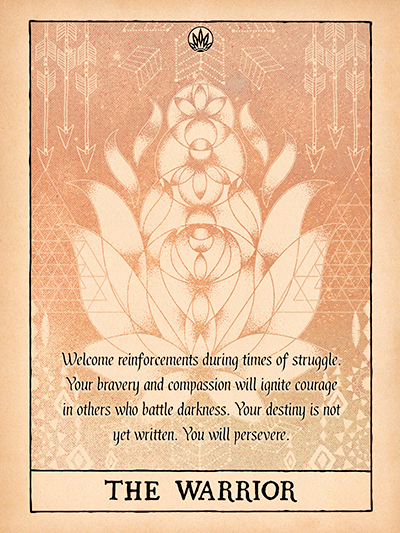 Welcome reinforcements during times of struggle.
Your bravery and compassion will ignite courage
in others who battle darkness. Your destiny is not
yet written. You will persevere.
THE WARRIOR